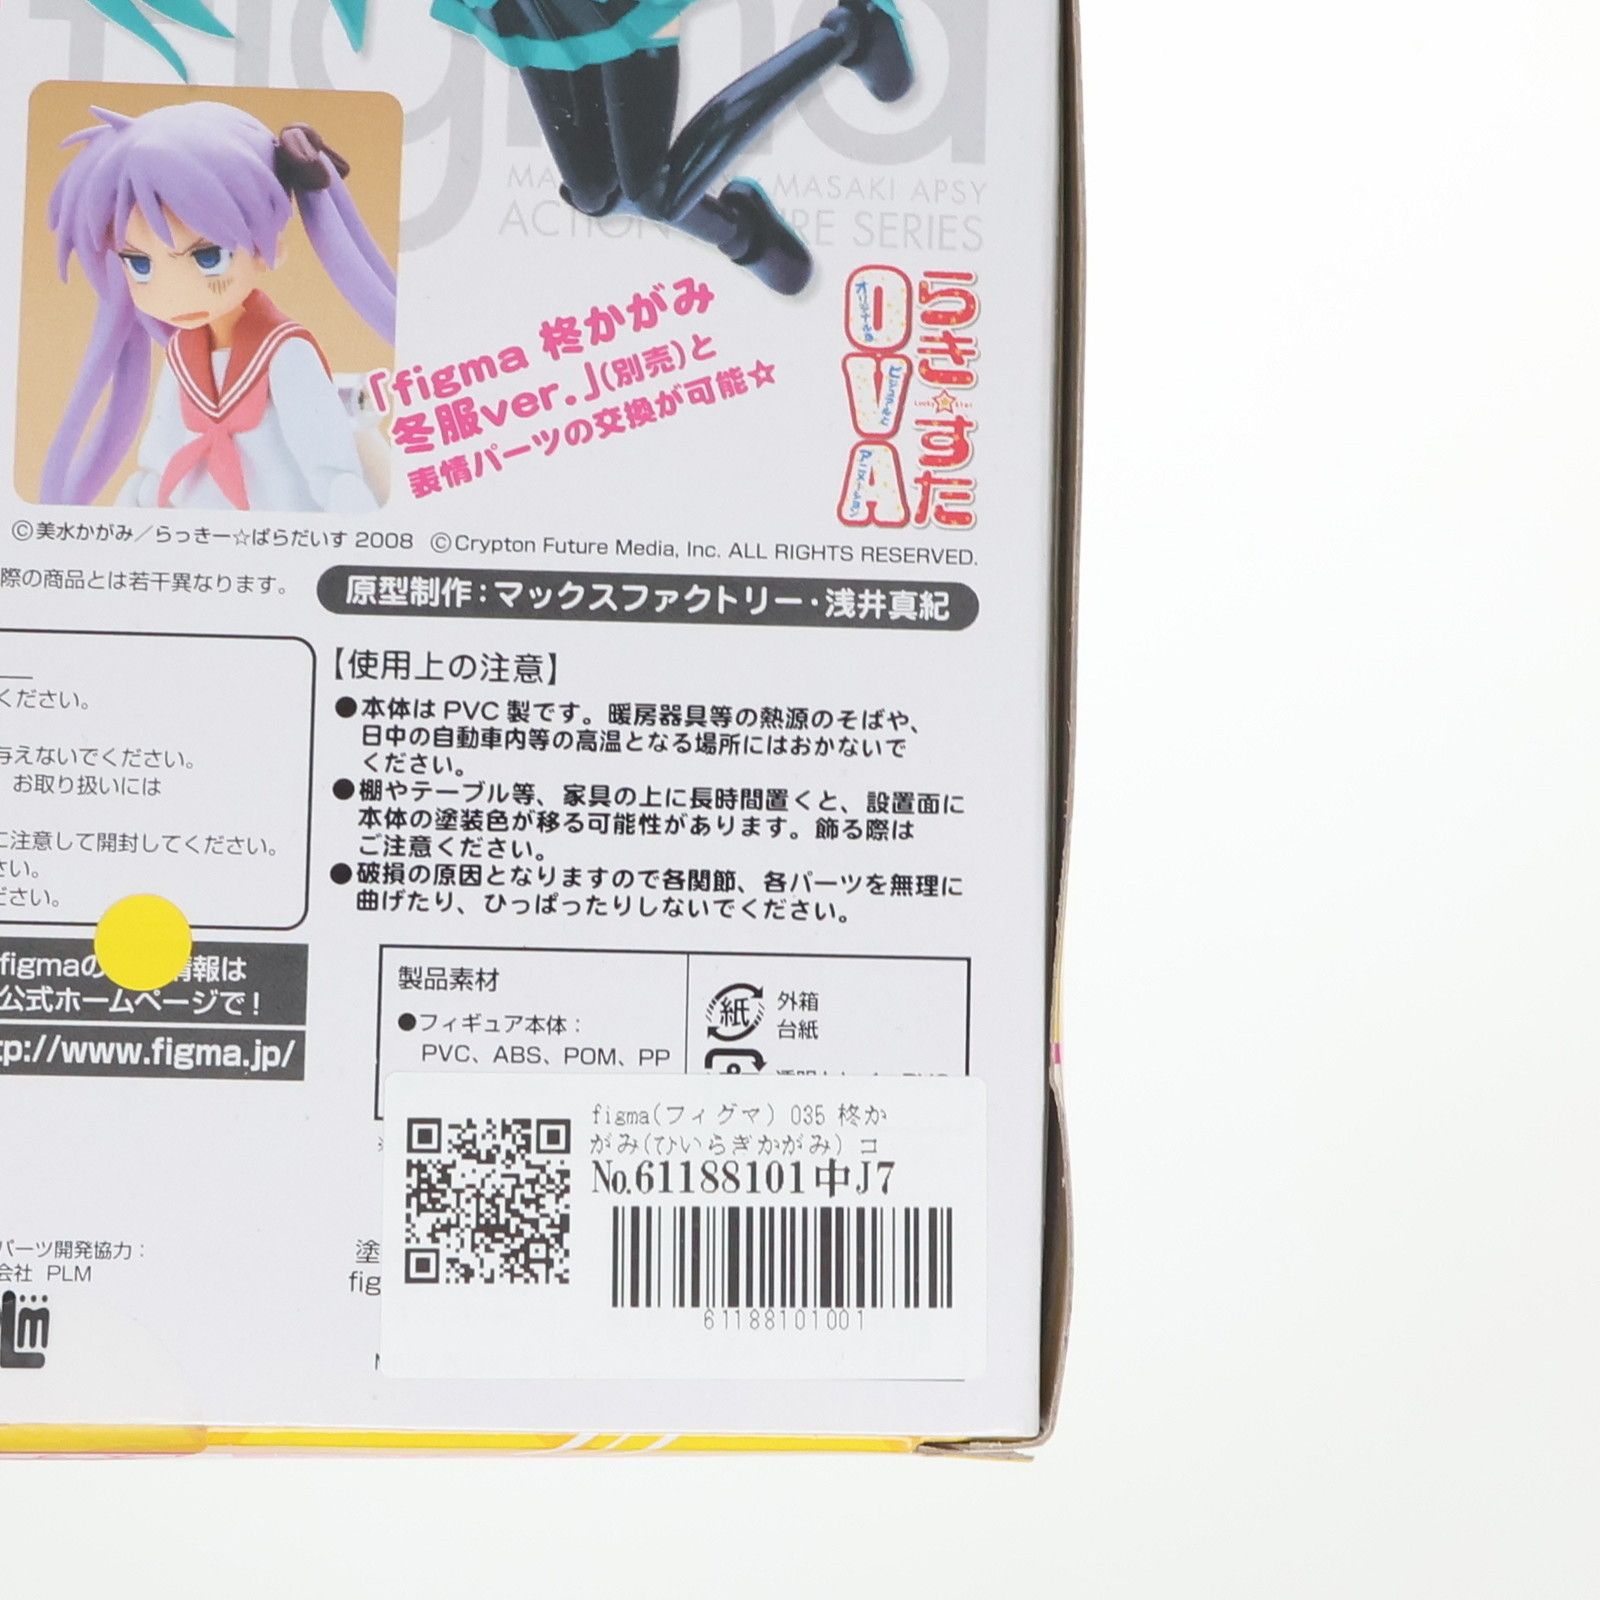 figma
MASAKI APSY
ACTION
SERIES
らき☆すた
Lucky☆Star
OVA
「figma 柊かがみ
冬服ver.」(別売)と
表情パーツの交換が可能☆
©美水かがみ／らっきー☆ぱらだいす 2008 ©Crypton Future Media, Inc. ALL RIGHTS RESERVED.
際の商品とは若干異なります。
原型制作：マックスファクトリー・浅井真紀
ください。
与えないでください。
お取り扱いには
に注意して開封してください。
さい。
ださい。
【使用上の注意】
●本体は PVC 製です。暖房器具等の熱源のそばや、
日中の自動車内等の高温となる場所にはおかないで
ください。
●棚やテーブル等、家具の上に長時間置くと、設置面に
本体の塗装色が移る可能性があります。飾る際は
ご注意ください。
●破損の原因となりますので各関節、各パーツを無理に
曲げたり、ひっぱったりしないでください。
figmaの
情報は
公式ホームページで！
tp://www.figma.jp/
製品素材
●フィギュア本体：
PVC、ABS、POM、PP
紙
外箱
台紙
figma(フィグマ) 035 柊か
がみ(ひいらぎかがみ) コ
No.61188101中J7
61188101001
パーツ開発協力：
会社 PLM
塗
fig